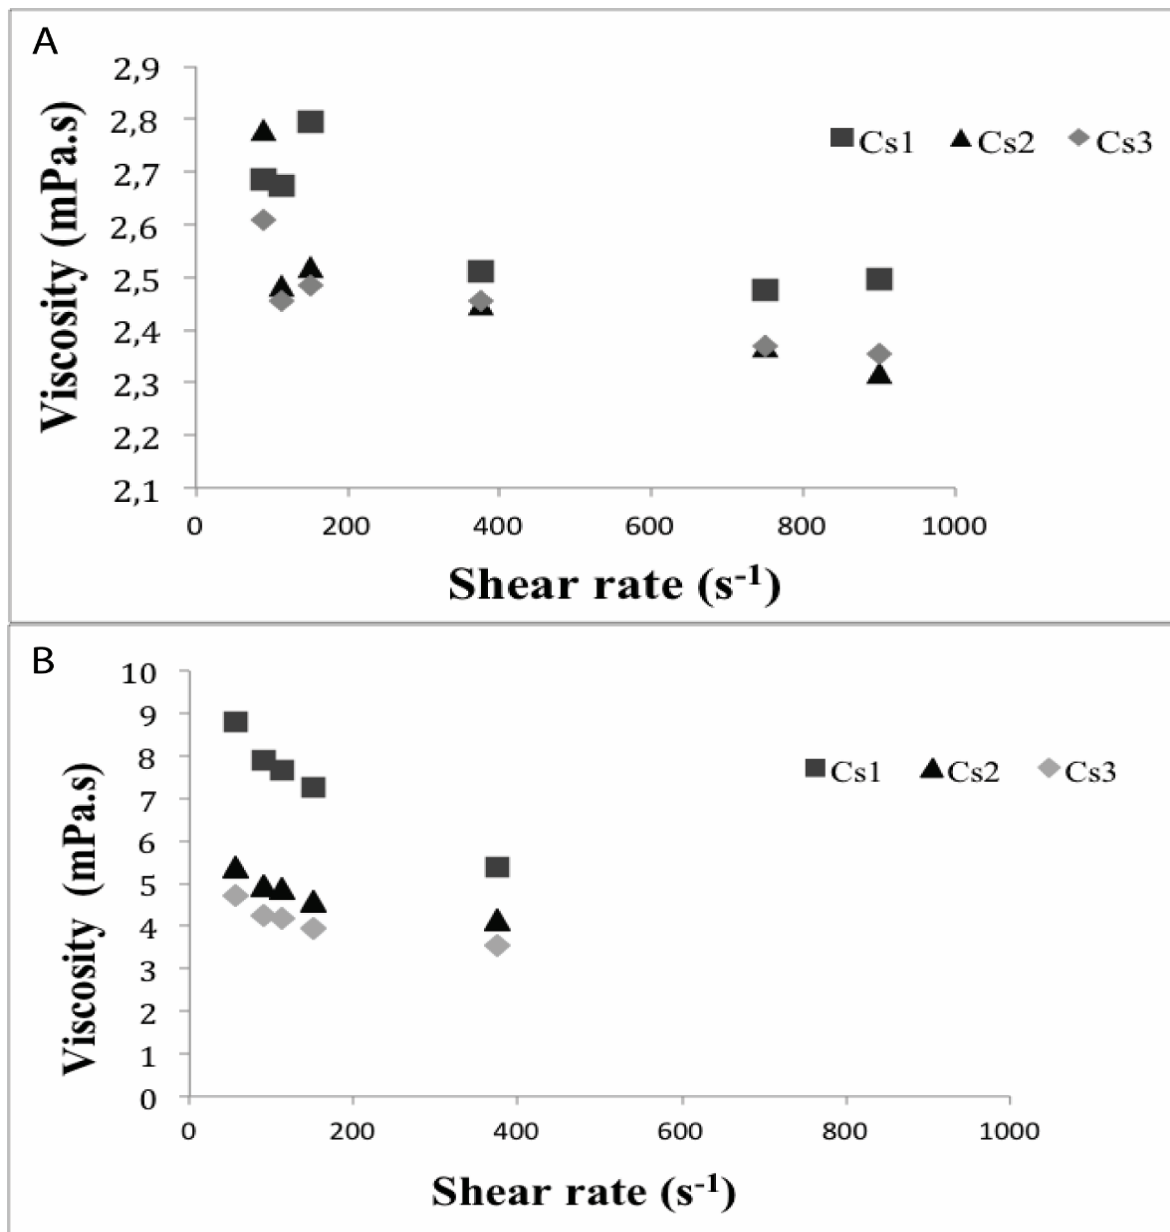 A
2,9
2,8
2,7
2,6
2,5
2,4
2,3
2,2
2,1
Viscosity (mPa.s)
Cs1 Cs2 Cs3
0 200 400 600 800 1000
Shear rate (s⁻¹)
B
10
9
8
7
6
5
4
3
2
1
0
Viscosity (mPa.s)
Cs1 Cs2 Cs3
0 200 400 600 800 1000
Shear rate (s⁻¹)